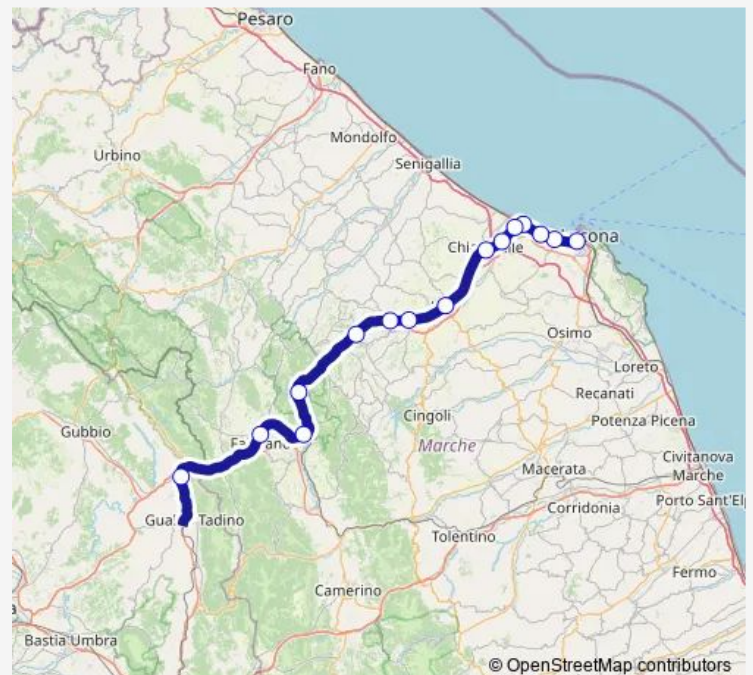 Pesaro
Fano
Mondolfo
Urbino
Senigallia
Osimo
Loreto
Recanati
Cingoli
Potenza Picena
Gubbio
Marche
Civitanova
Marche
Macerata
Porto Sant'El
Corridonia
Tadino
Tolentino
Fermo
Camerino
Bastia Umbra
© OpenStreetMap contributors